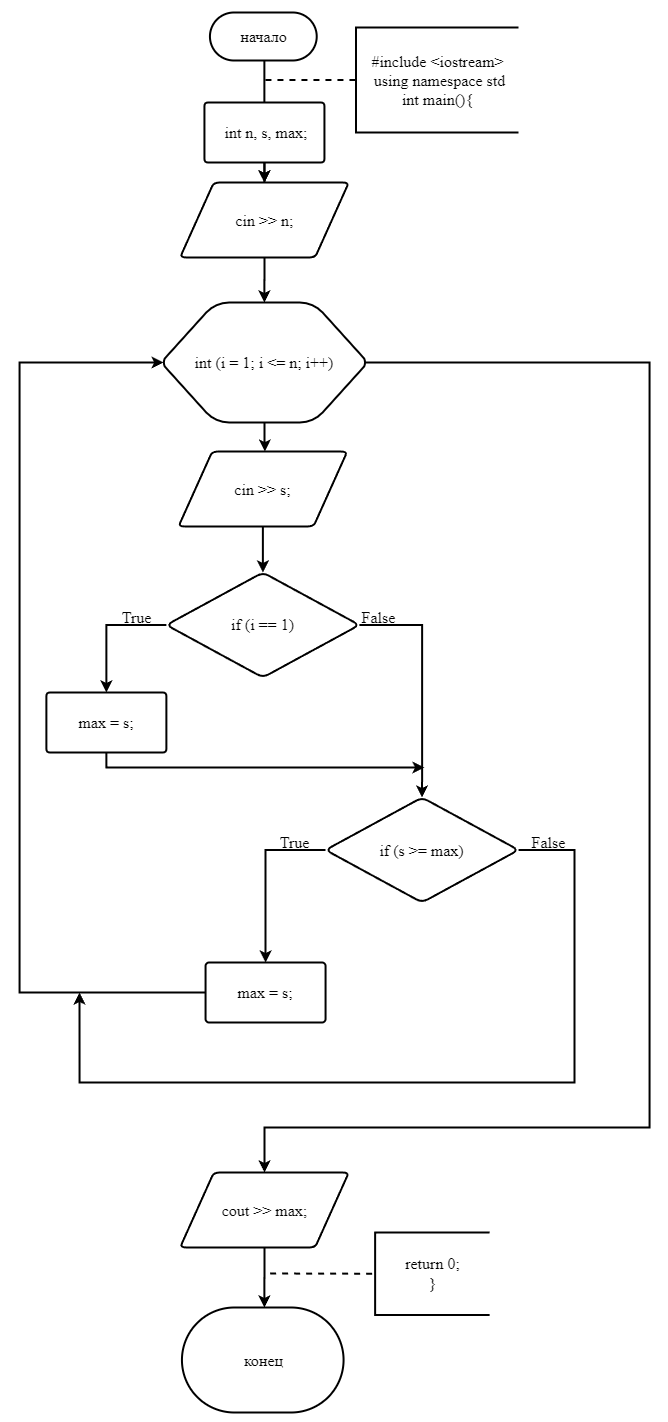 начало
#include <iostream>
using namespace std
int main(){
int n, s, max;
cin >> n;
int (i = 1; i <= n; i++)
cin >> s;
if (i == 1)
True
False
max = s;
if (s >= max)
True
False
max = s;
cout >> max;
return 0;
}
конец